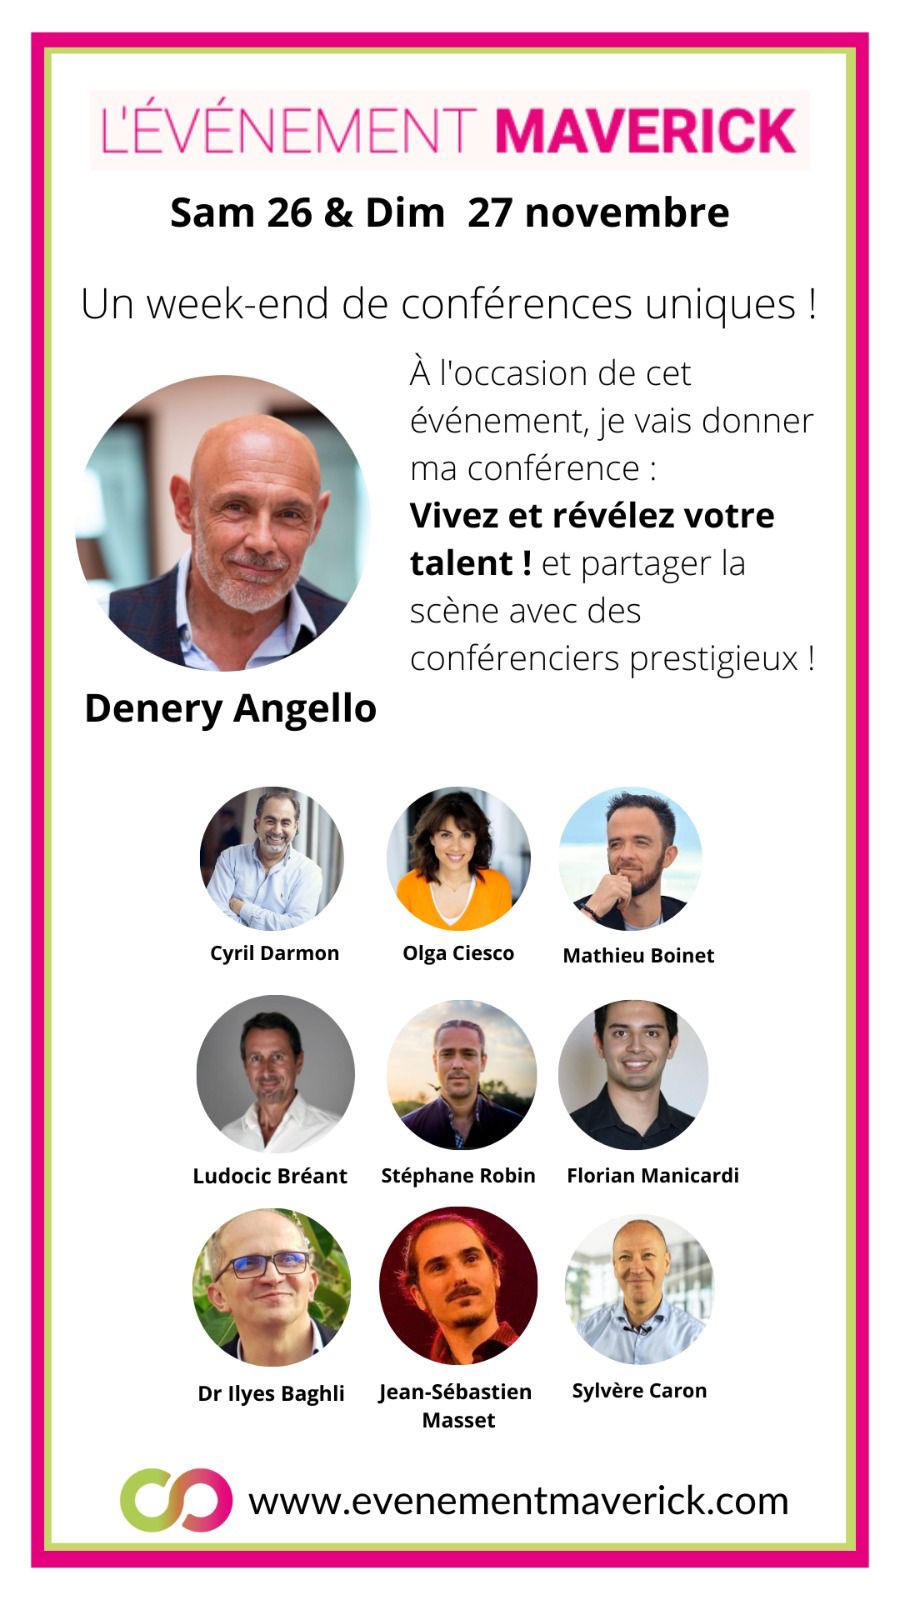 L'ÉVÉNEMENT MAVERICK
Sam 26 & Dim 27 novembre
Un week-end de conférences uniques !
À l'occasion de cet
événement, je vais donner
ma conférence :
Vivez et révélez votre
talent ! et partager la
scène avec des
conférenciers prestigieux !
Denery Angello
Cyril Darmon
Olga Ciesco
Mathieu Boinet
Ludocic Bréant
Stéphane Robin
Florian Manicardi
Dr Ilyes Baghli
Jean-Sébastien
Masset
Sylvère Caron
www.evenementmaverick.com